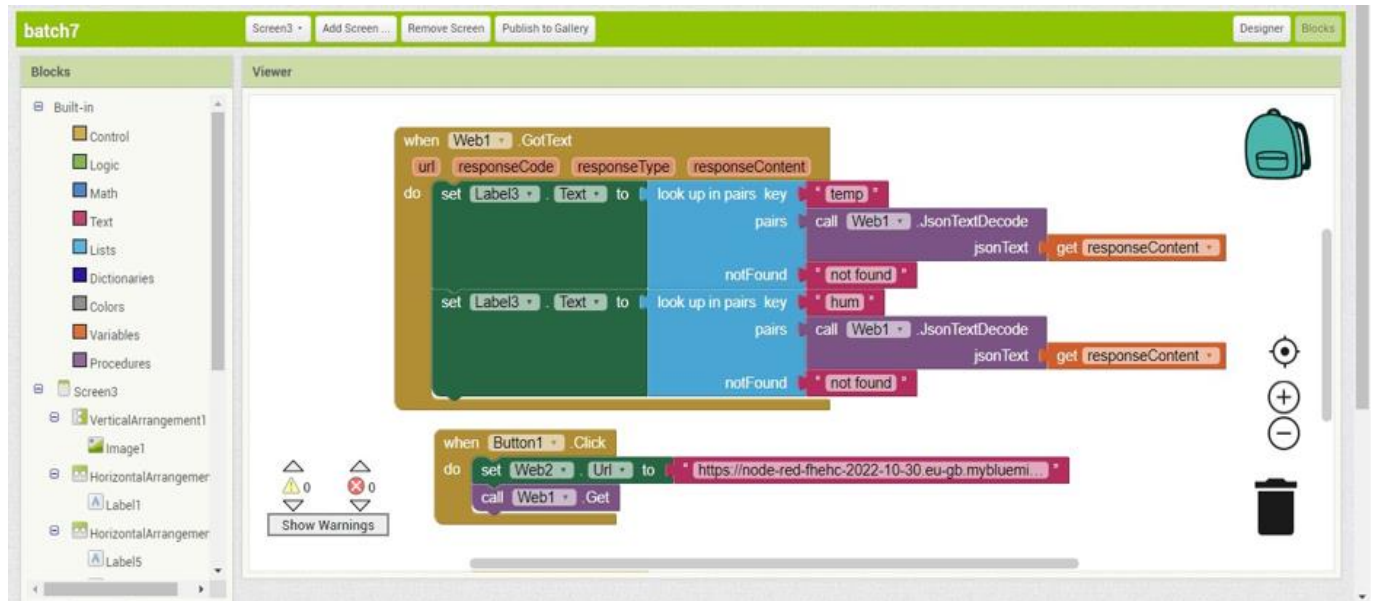 batch7 Screen3 Add Screen ... Remove Screen Publish to Gallery Designer Blocks
Blocks
Viewer
Built-in
Control
Logic
Math
Text
Lists
Dictionaries
Colors
Variables
Procedures
Screen3
VerticalArrangement1
Image1
HorizontalArrangemer
Label1
HorizontalArrangemer
Label5
when Web1 .GotText
url responseCode responseType responseContent
do set Label3 . Text to look up in pairs key " temp "
pairs call Web1 .JsonTextDecode
jsonText get responseContent
notFound " not found "
set Label3 . Text to look up in pairs key " hum "
pairs call Web1 .JsonTextDecode
jsonText get responseContent
notFound " not found "
when Button1 .Click
do set Web2 . Url to " https://node-red-fhehc-2022-10-30.eu-gb.mybluemi... "
call Web1 .Get
0 0
Show Warnings